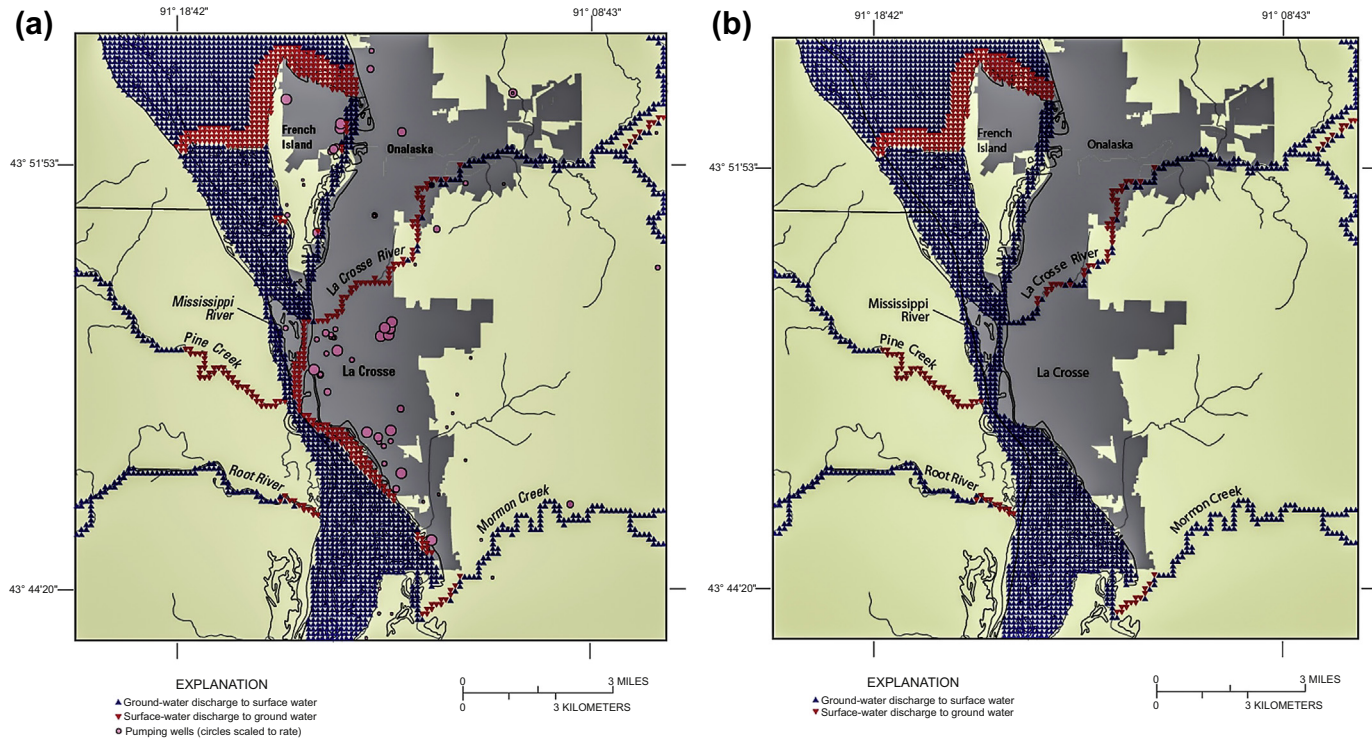 (a)
91° 18'42"
91° 08'43"
43° 51'53"
43° 44'20"
French
Island
Onalaska
La Crosse River
Mississippi
River
Pine Creek
La Crosse
Root River
Mormon Creek
EXPLANATION
Ground-water discharge to surface water
Surface-water discharge to ground water
Pumping wells (circles scaled to rate)
0 3 MILES
0 3 KILOMETERS
(b)
91° 18'42"
91° 08'43"
43° 51'53"
43° 44'20"
French
Island
Onalaska
La Crosse River
Mississippi
River
Pine Creek
La Crosse
Root River
Mormon Creek
EXPLANATION
Ground-water discharge to surface water
Surface-water discharge to ground water
0 3 MILES
0 3 KILOMETERS